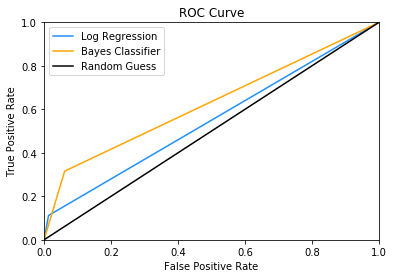 ROC Curve
Log Regression
Bayes Classifier
Random Guess
True Positive Rate
1.0
0.8
0.6
0.4
0.2
0.0
0.0 0.2 0.4 0.6 0.8 1.0
False Positive Rate